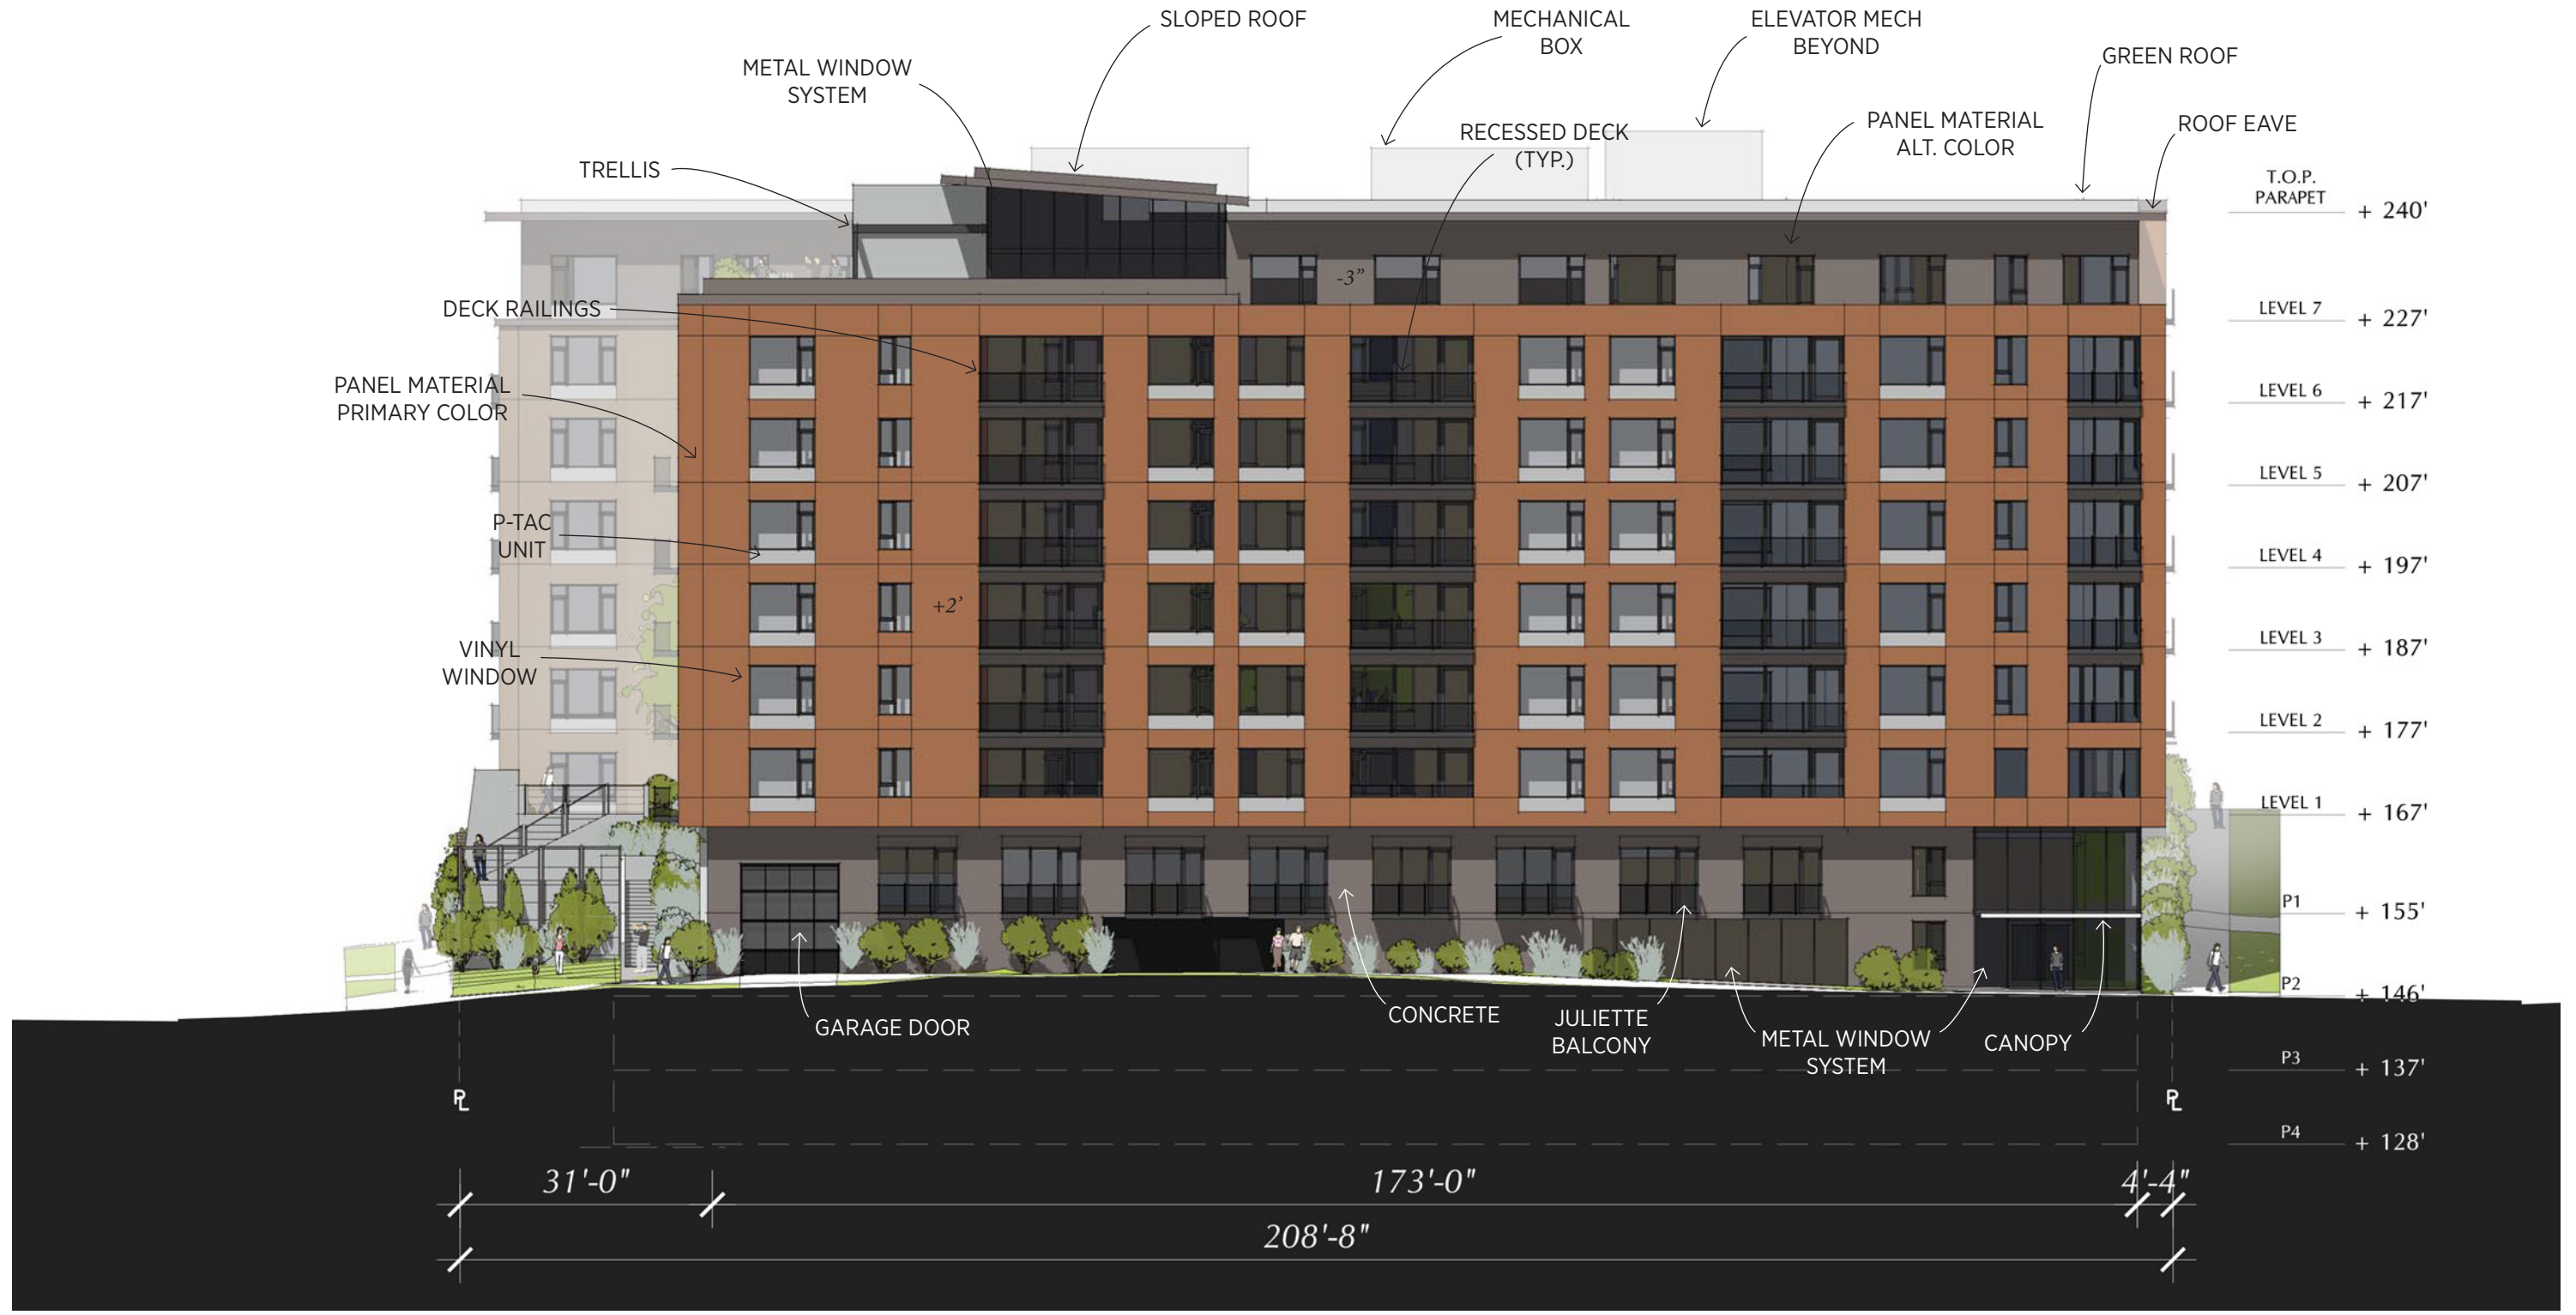 SLOPED ROOF
MECHANICAL
BOX
ELEVATOR MECH
BEYOND
GREEN ROOF
METAL WINDOW
SYSTEM
RECESSED DECK
(TYP.)
PANEL MATERIAL
ALT. COLOR
ROOF EAVE
TRELLIS
T.O.P.
PARAPET
+ 240'
-3"
DECK RAILINGS
LEVEL 7
+ 227'
PANEL MATERIAL
PRIMARY COLOR
LEVEL 6
+ 217'
LEVEL 5
+ 207'
P-TAC
UNIT
LEVEL 4
+ 197'
+2'
VINYL
WINDOW
LEVEL 3
+ 187'
LEVEL 2
+ 177'
LEVEL 1
+ 167'
P1
+ 155'
P2
+ 146'
GARAGE DOOR
CONCRETE
JULIETTE
BALCONY
METAL WINDOW
SYSTEM
CANOPY
P3
+ 137'
PL
PL
P4
+ 128'
31'-0"
173'-0"
4'-4"
208'-8"